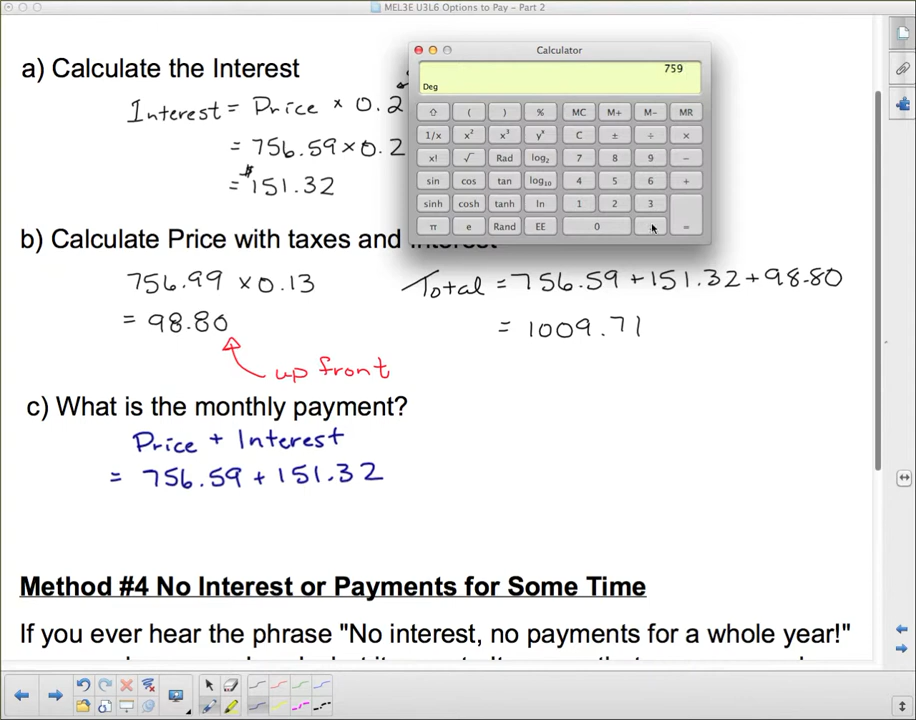 MEL3E U3L6 Options to Pay – Part 2
a) Calculate the Interest
Interest = Price × 0.2
= 756.59 × 0.2
= $151.32
Calculator
759
Deg
( ) % MC M+ M- MR
1/x x² x³ yˣ C ± ÷ ×
x! √ Rad log₂ 7 8 9 −
sin cos tan log₁₀ 4 5 6 +
sinh cosh tanh ln 1 2 3
π e Rand EE 0 . =
b) Calculate Price with taxes and interest
756.99 × 0.13
= 98.80
Total = 756.59 + 151.32 + 98.80
= 1009.71
up front
c) What is the monthly payment?
Price + Interest
= 756.59 + 151.32
Method #4 No Interest or Payments for Some Time
If you ever hear the phrase "No interest, no payments for a whole year!"